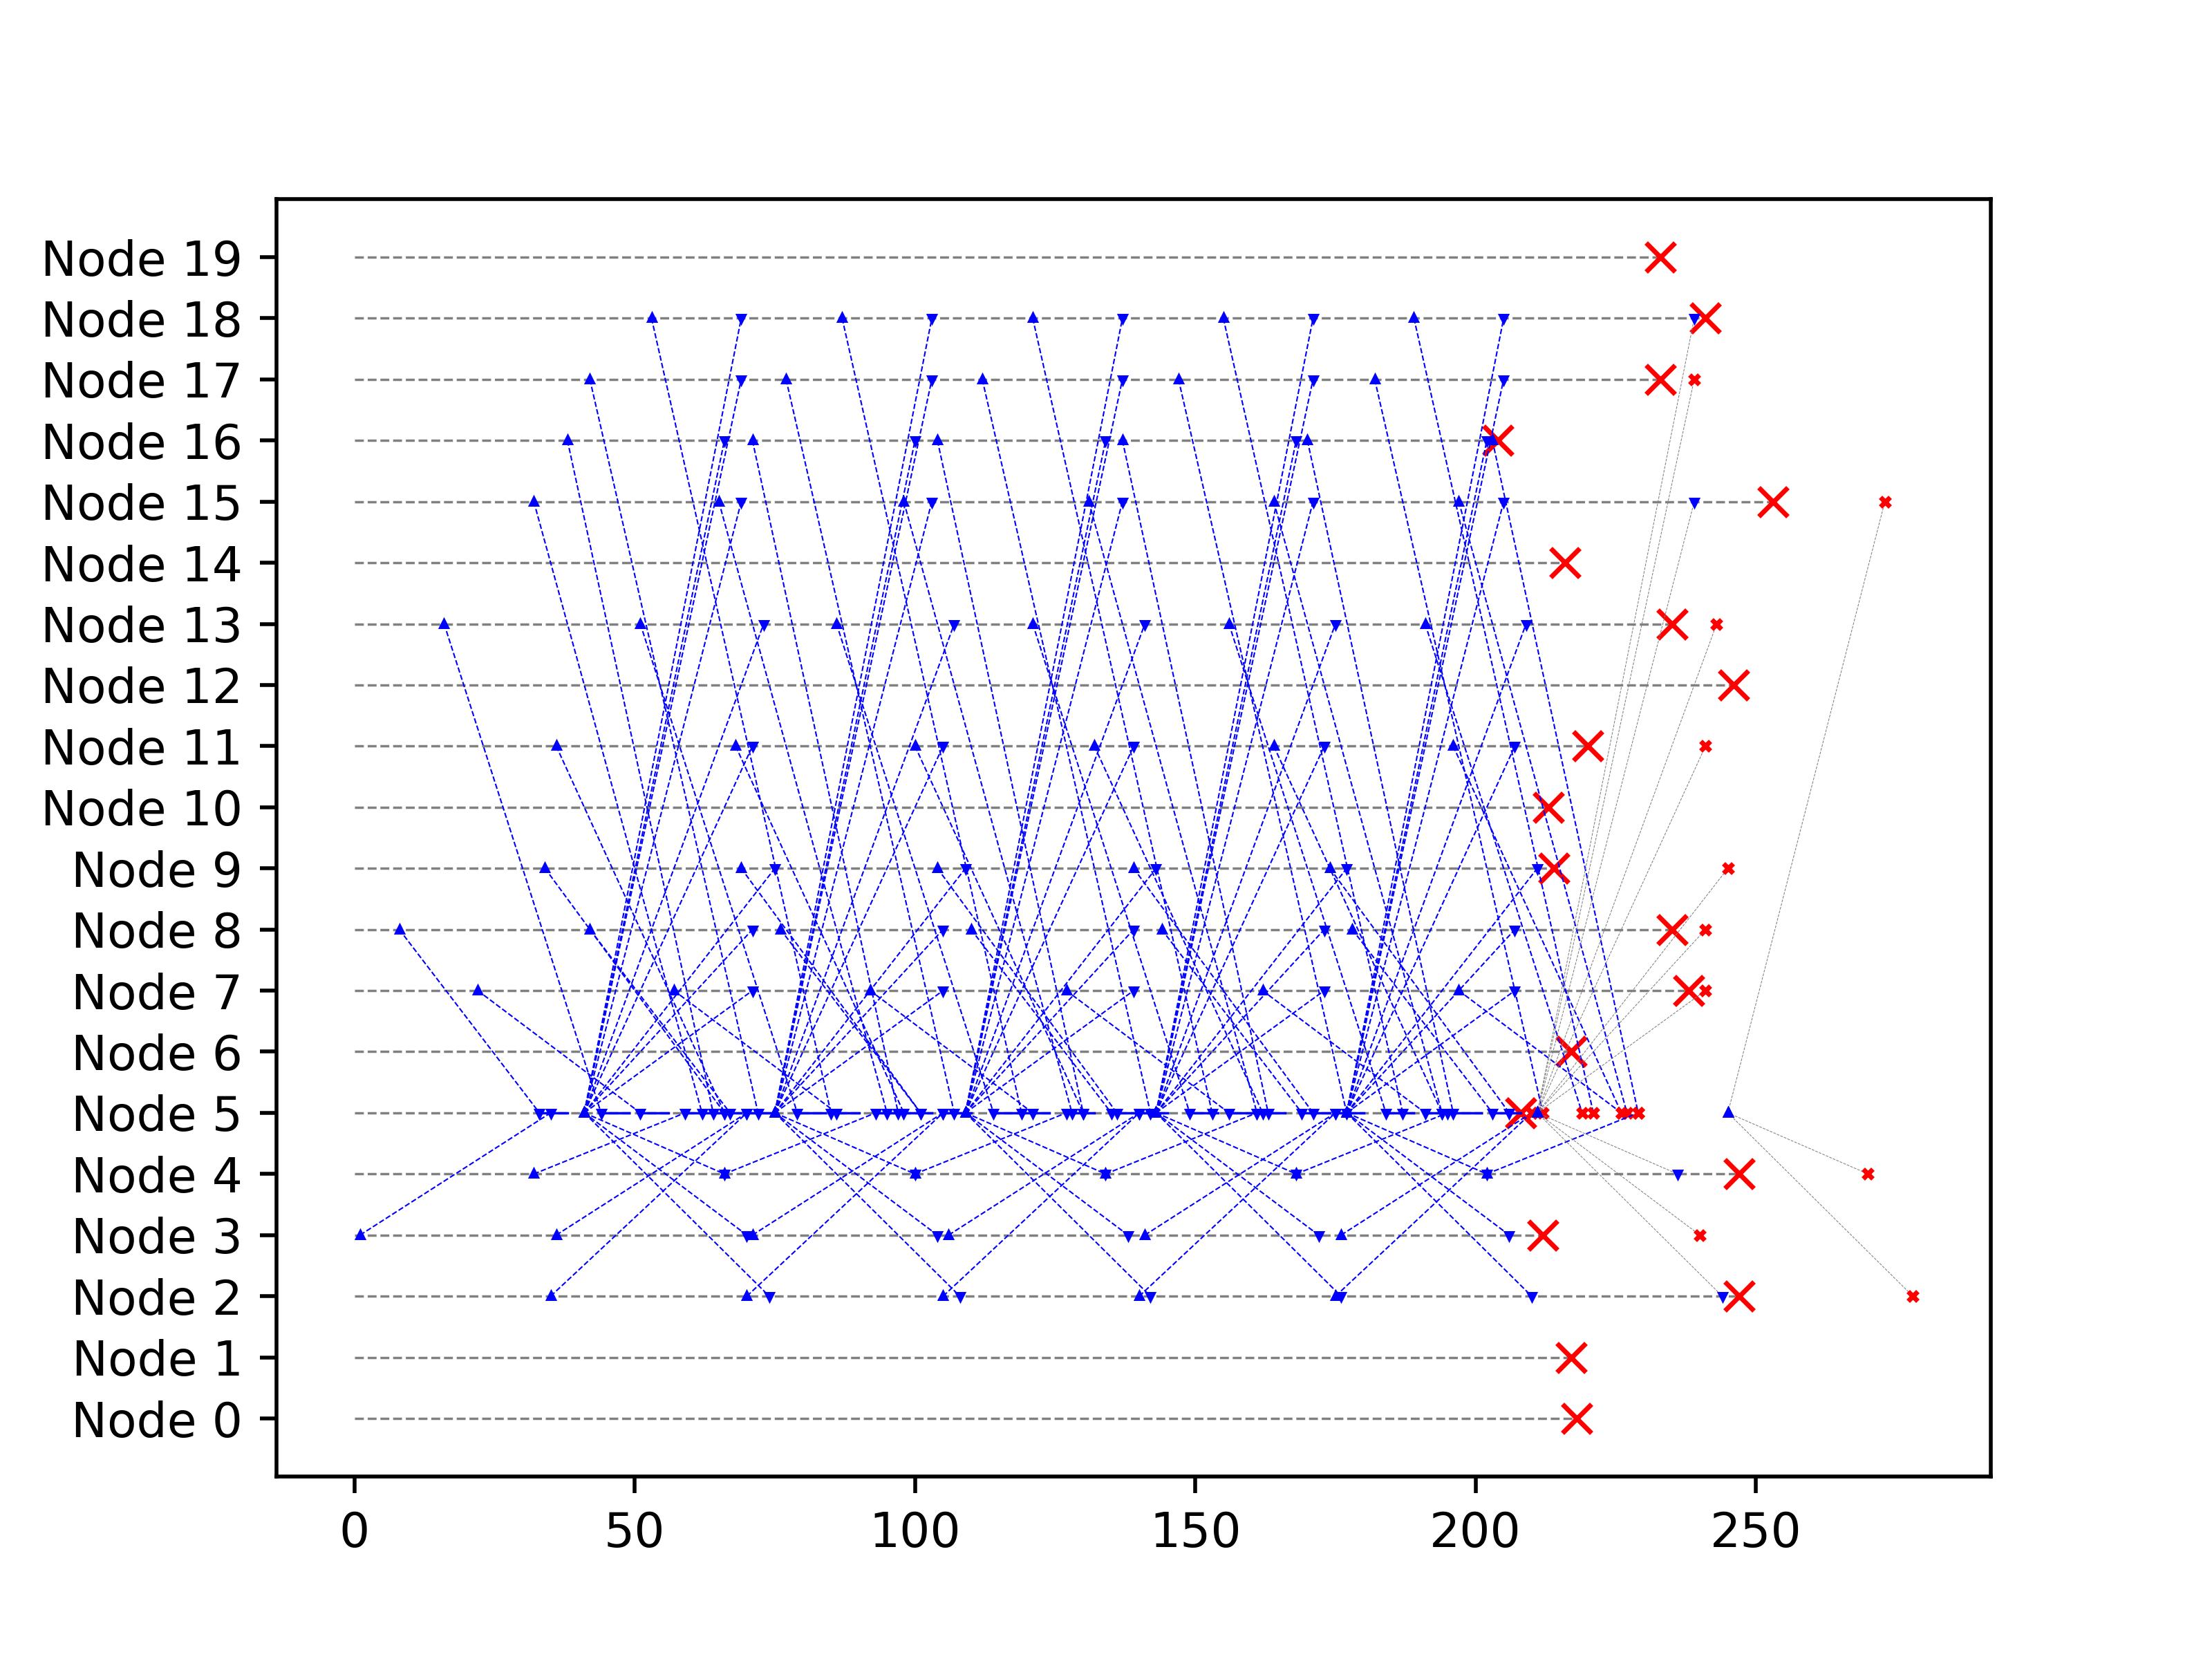 Node 19
Node 18
Node 17
Node 16
Node 15
Node 14
Node 13
Node 12
Node 11
Node 10
Node 9
Node 8
Node 7
Node 6
Node 5
Node 4
Node 3
Node 2
Node 1
Node 0
0 50 100 150 200 250